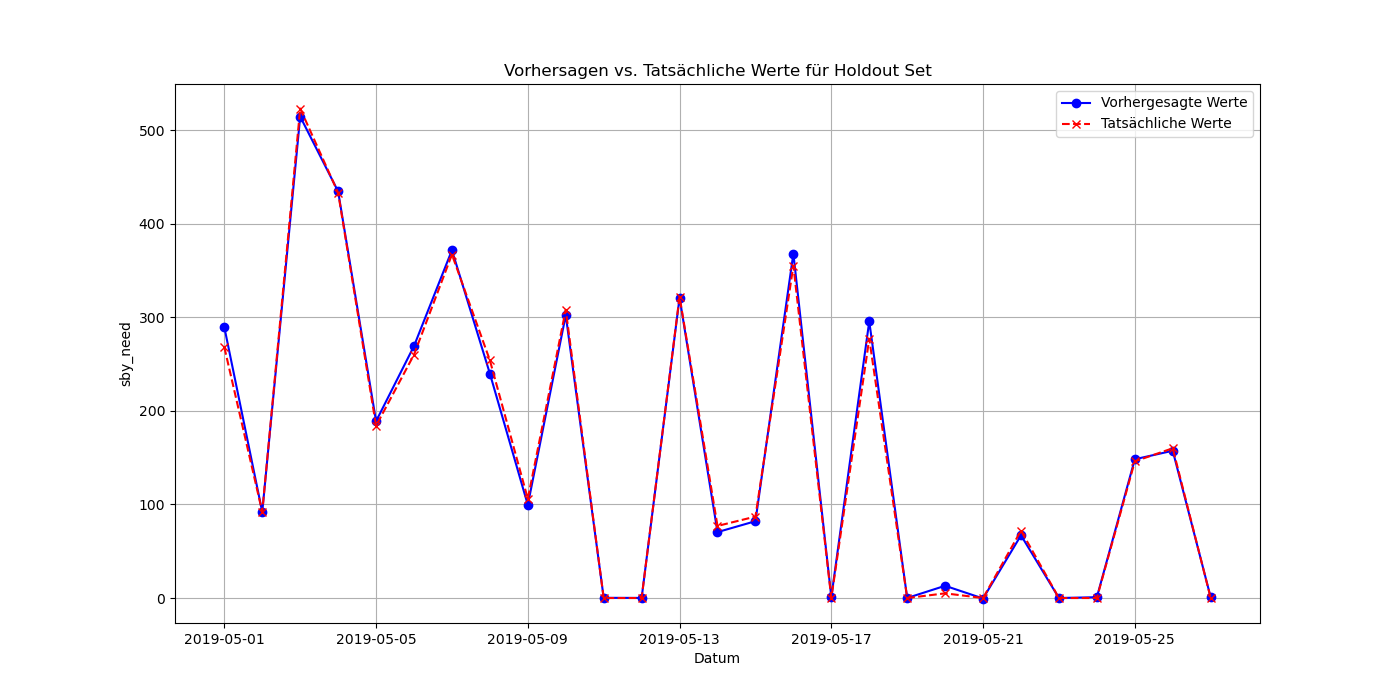 Vorhersagen vs. Tatsächliche Werte für Holdout Set
Vorhergesagte Werte
Tatsächliche Werte
500
400
300
200
100
0
sby_need
2019-05-01 2019-05-05 2019-05-09 2019-05-13 2019-05-17 2019-05-21 2019-05-25
Datum